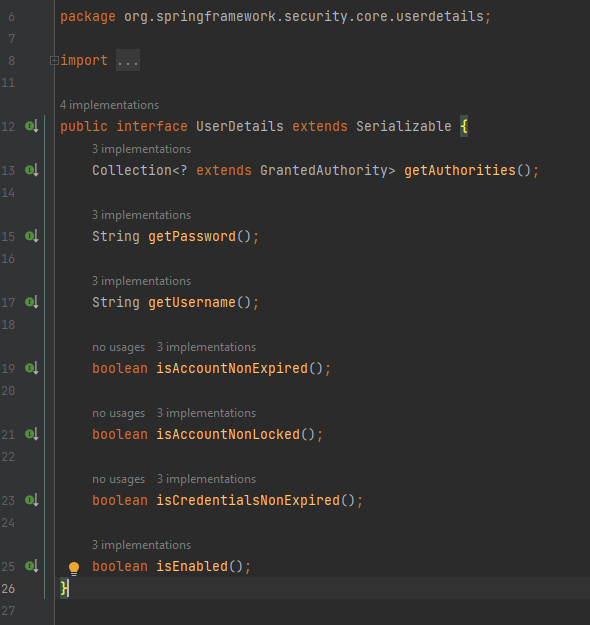 6 package org.springframework.security.core.userdetails;
7
8 import ...
11
4 implementations
12 public interface UserDetails extends Serializable {
3 implementations
13 Collection<? extends GrantedAuthority> getAuthorities();
14
3 implementations
15 String getPassword();
16
3 implementations
17 String getUsername();
18
no usages 3 implementations
19 boolean isAccountNonExpired();
20
no usages 3 implementations
21 boolean isAccountNonLocked();
22
no usages 3 implementations
23 boolean isCredentialsNonExpired();
24
3 implementations
25 boolean isEnabled();
26 }
27